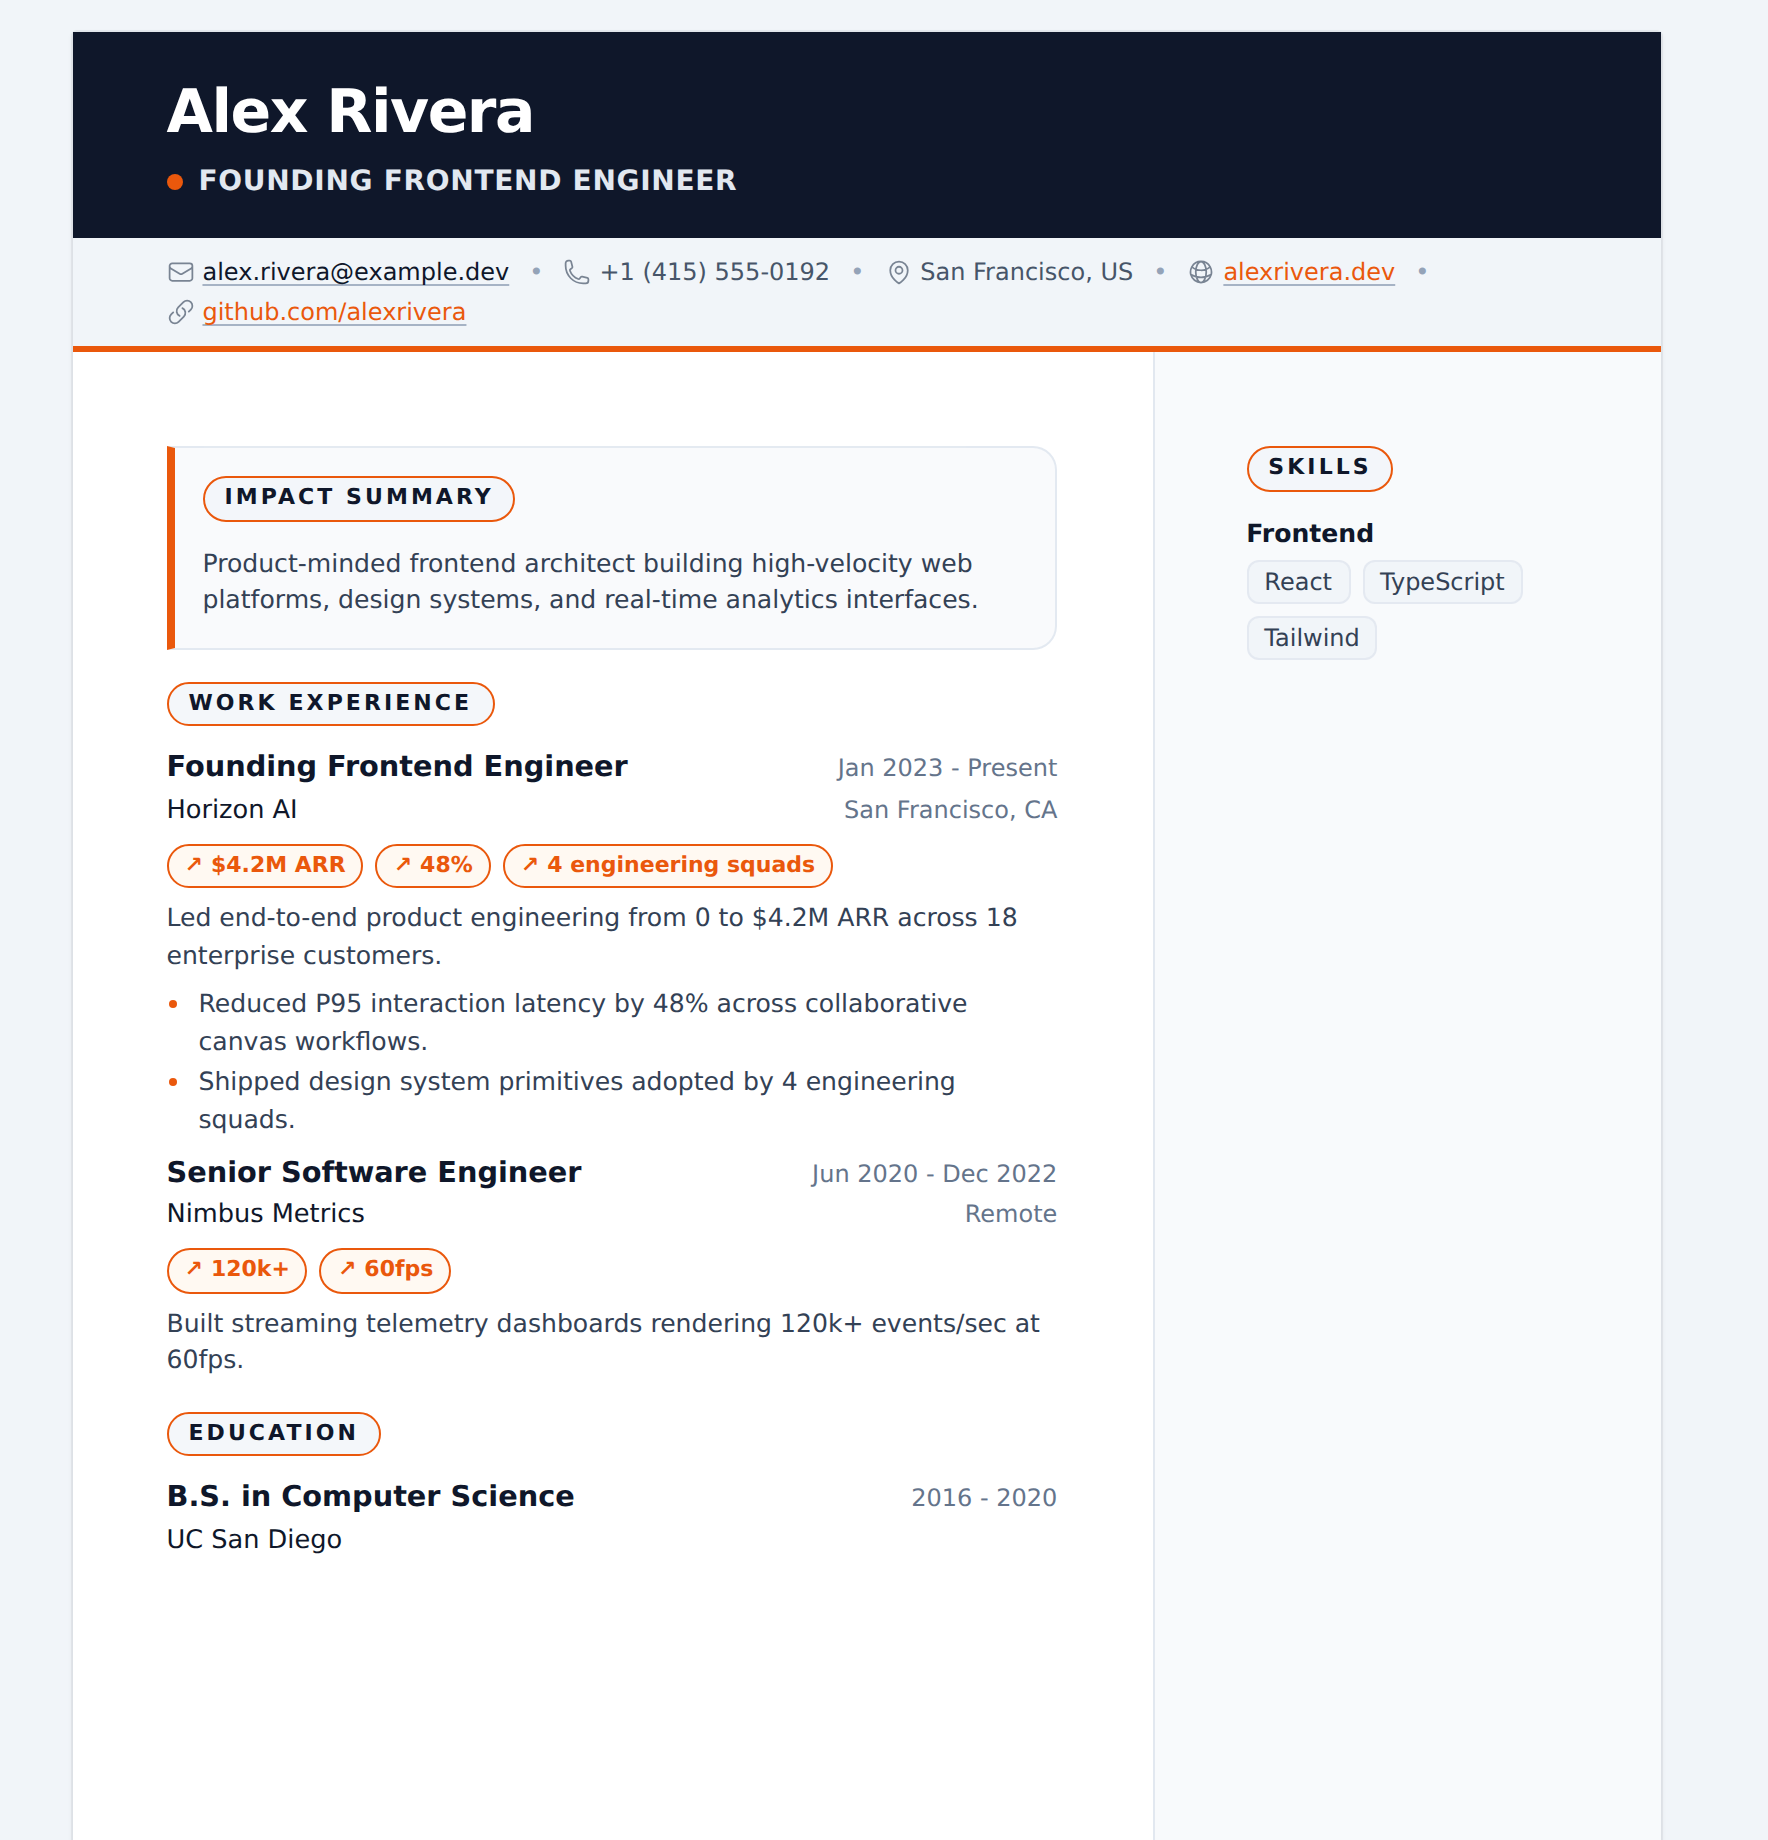 Alex Rivera
FOUNDING FRONTEND ENGINEER
alex.rivera@example.dev • +1 (415) 555-0192 • San Francisco, US • alexrivera.dev •
github.com/alexrivera
IMPACT SUMMARY
Product-minded frontend architect building high-velocity web
platforms, design systems, and real-time analytics interfaces.
WORK EXPERIENCE
Founding Frontend Engineer Jan 2023 - Present
Horizon AI San Francisco, CA
↗ $4.2M ARR ↗ 48% ↗ 4 engineering squads
Led end-to-end product engineering from 0 to $4.2M ARR across 18
enterprise customers.
• Reduced P95 interaction latency by 48% across collaborative
canvas workflows.
• Shipped design system primitives adopted by 4 engineering
squads.
Senior Software Engineer Jun 2020 - Dec 2022
Nimbus Metrics Remote
↗ 120k+ ↗ 60fps
Built streaming telemetry dashboards rendering 120k+ events/sec at
60fps.
EDUCATION
B.S. in Computer Science 2016 - 2020
UC San Diego
SKILLS
Frontend
React TypeScript
Tailwind